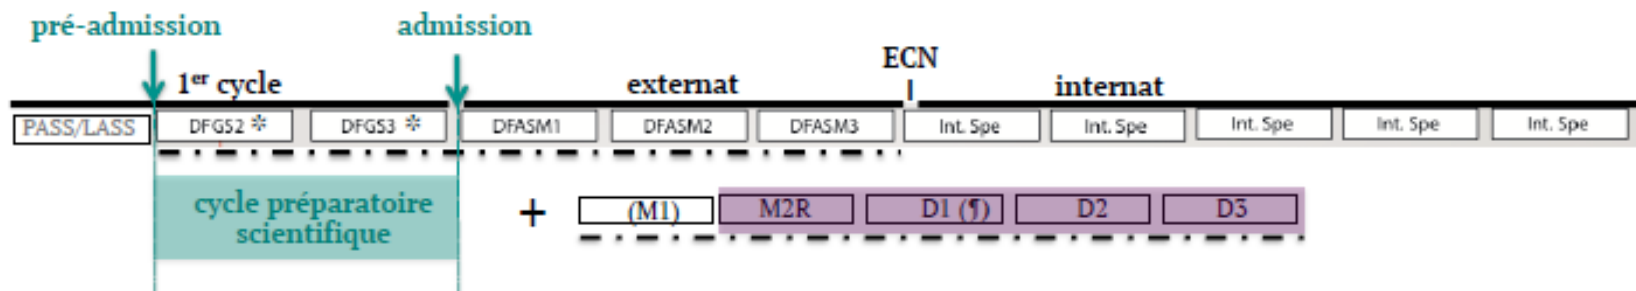 pré-admission
admission
1er cycle
externat
ECN
internat
PASS/LASS
DFGS2 *
DFGS3 *
DFASM1
DFASM2
DFASM3
Int. Spe
Int. Spe
Int. Spe
Int. Spe
Int. Spe
cycle préparatoire
scientifique
+
(M1)
M2R
D1 (¶)
D2
D3